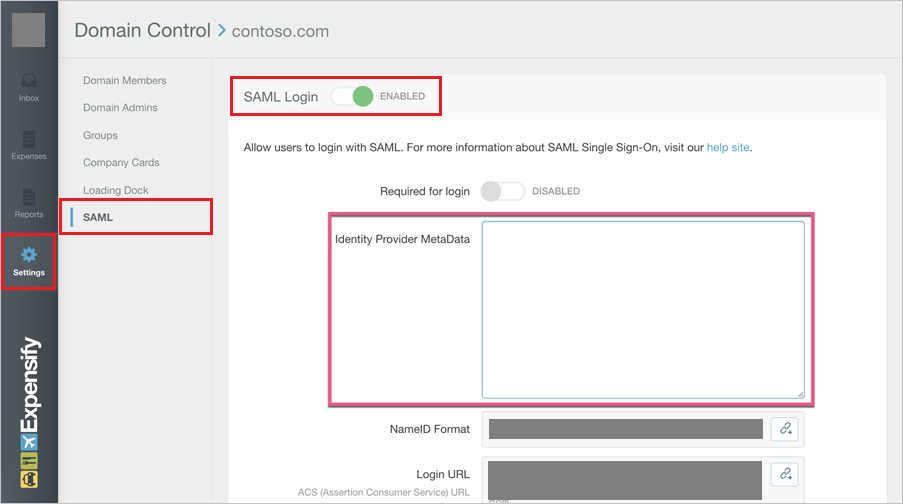 Domain Control > contoso.com
Inbox
Expenses
Reports
Settings
Expensify
Domain Members
Domain Admins
Groups
Company Cards
Loading Dock
SAML
SAML Login ENABLED
Allow users to login with SAML. For more information about SAML Single Sign-On, visit our help site.
Required for login DISABLED
Identity Provider MetaData
NameID Format
Login URL
ACS (Assertion Consumer Service) URL